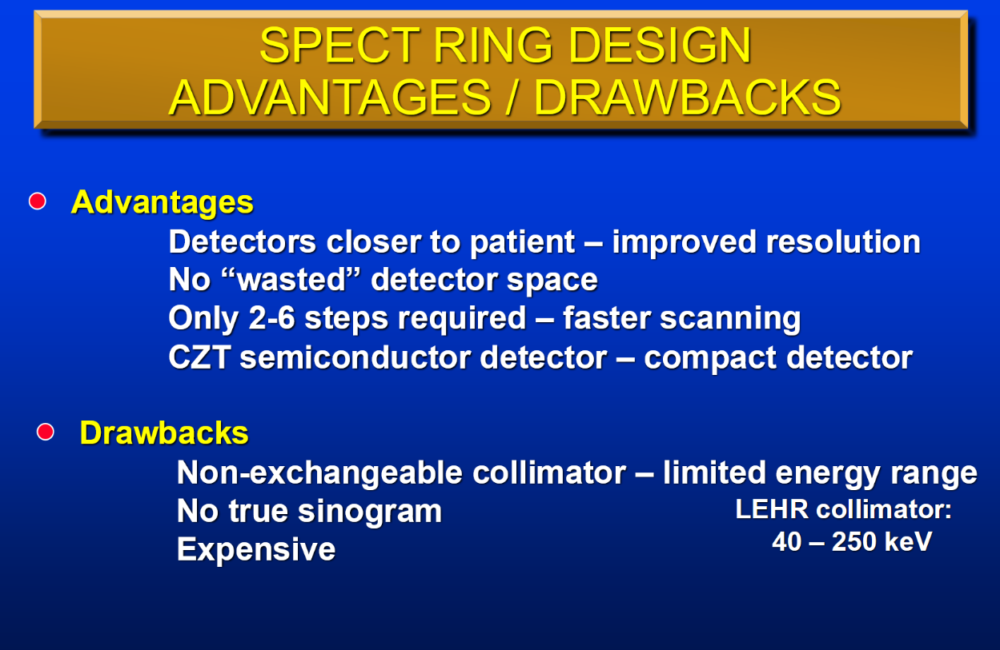 SPECT RING DESIGN
ADVANTAGES / DRAWBACKS
Advantages
Detectors closer to patient – improved resolution
No “wasted” detector space
Only 2-6 steps required – faster scanning
CZT semiconductor detector – compact detector
Drawbacks
Non-exchangeable collimator – limited energy range
No true sinogram
Expensive
LEHR collimator:
40 – 250 keV